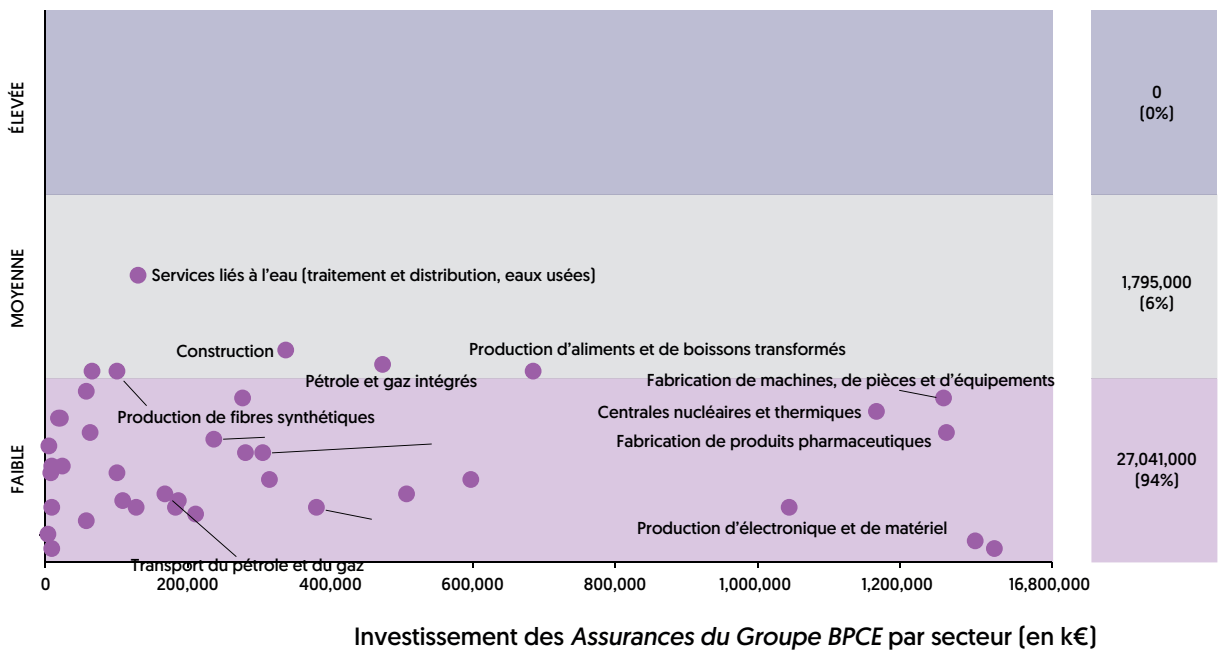 ÉLEVÉE
0
(0%)
MOYENNE
Services liés à l'eau (traitement et distribution, eaux usées)
1,795,000
(6%)
Construction
Production d'aliments et de boissons transformés
Pétrole et gaz intégrés
Fabrication de machines, de pièces et d'équipements
FAIBLE
Production de fibres synthétiques
Centrales nucléaires et thermiques
Fabrication de produits pharmaceutiques
27,041,000
(94%)
Production d'électronique et de matériel
Transport du pétrole et du gaz
0 200,000 400,000 600,000 800,000 1,000,000 1,200,000 16,800,000
Investissement des Assurances du Groupe BPCE par secteur (en k€)